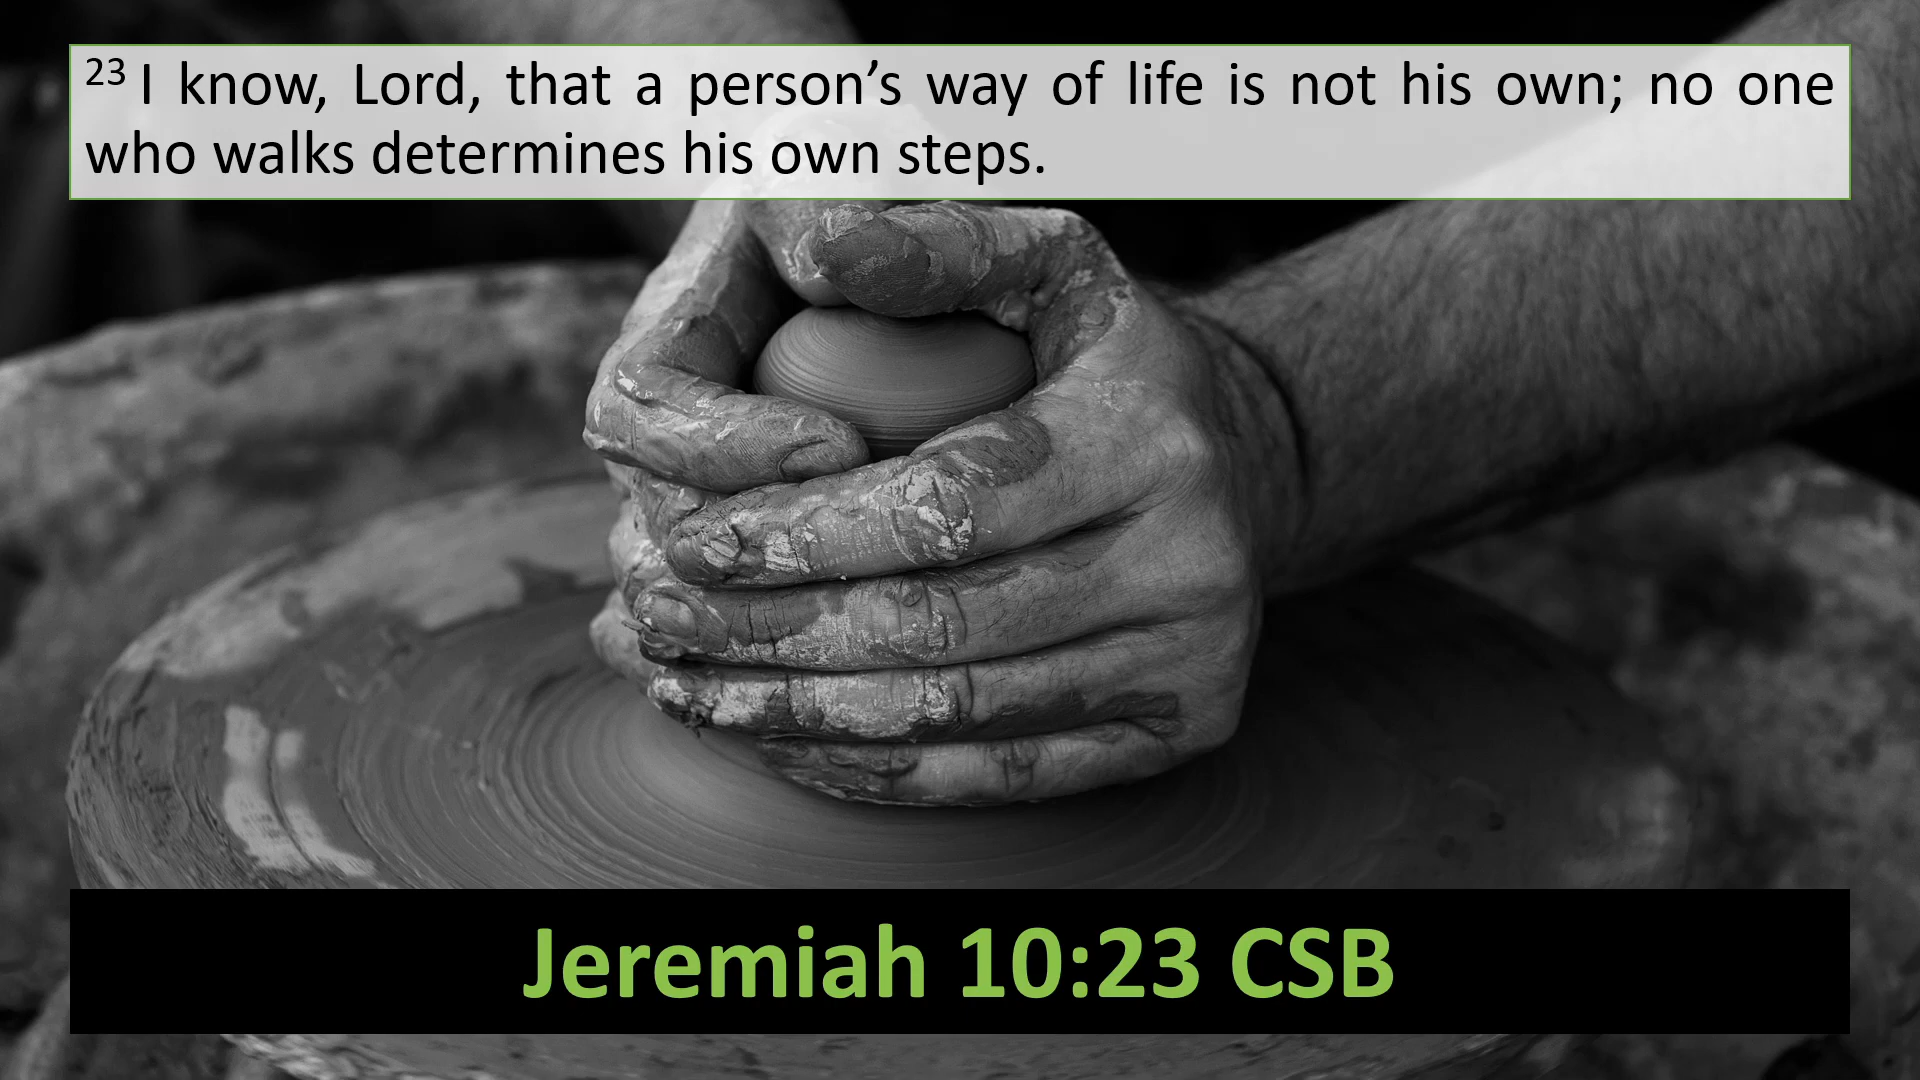 23 I know, Lord, that a person’s way of life is not his own; no one
who walks determines his own steps.
Jeremiah 10:23 CSB